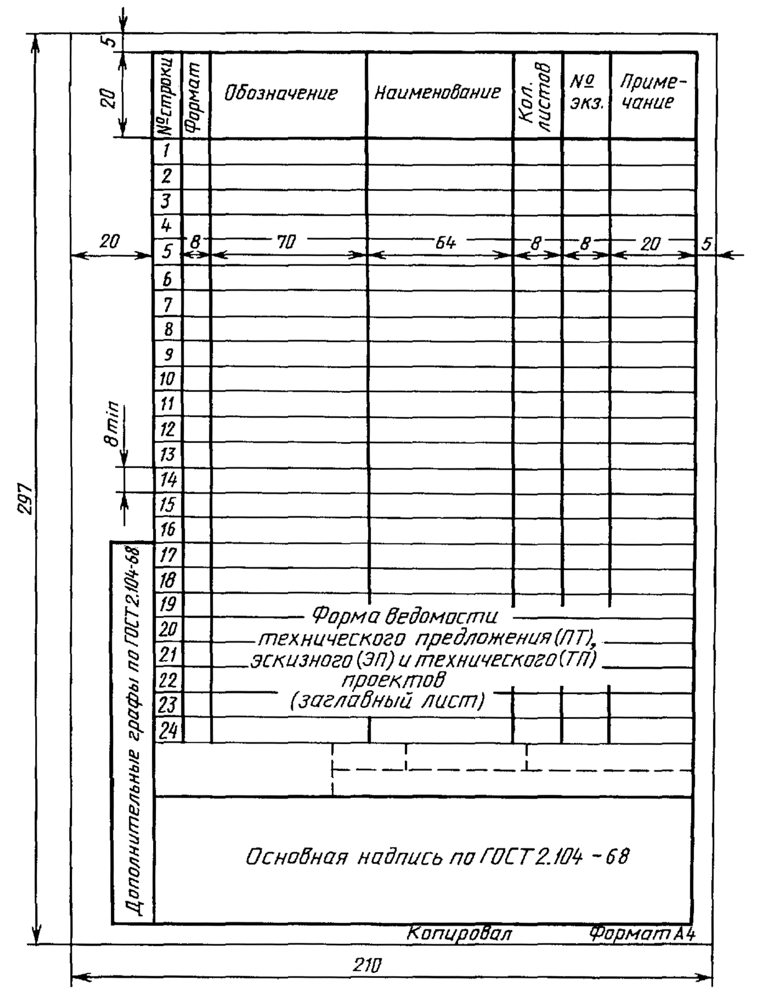 5
20
№ строки
Формат
Обозначение
Наименование
Кол.
листов
№
экз.
Приме-
чание
1
2
3
4
5
20
8
70
64
8
8
20
5
6
7
8
9
10
11
12
13
8 min
14
297
15
16
17
18
19
20
21
22
23
24
Форма ведомости
технического предложения (ПТ),
эскизного (ЭП) и технического (ТП)
проектов
(заглавный лист)
Дополнительные графы по ГОСТ 2.104-68
Основная надпись по ГОСТ 2.104 - 68
Копировал
Формат А4
210